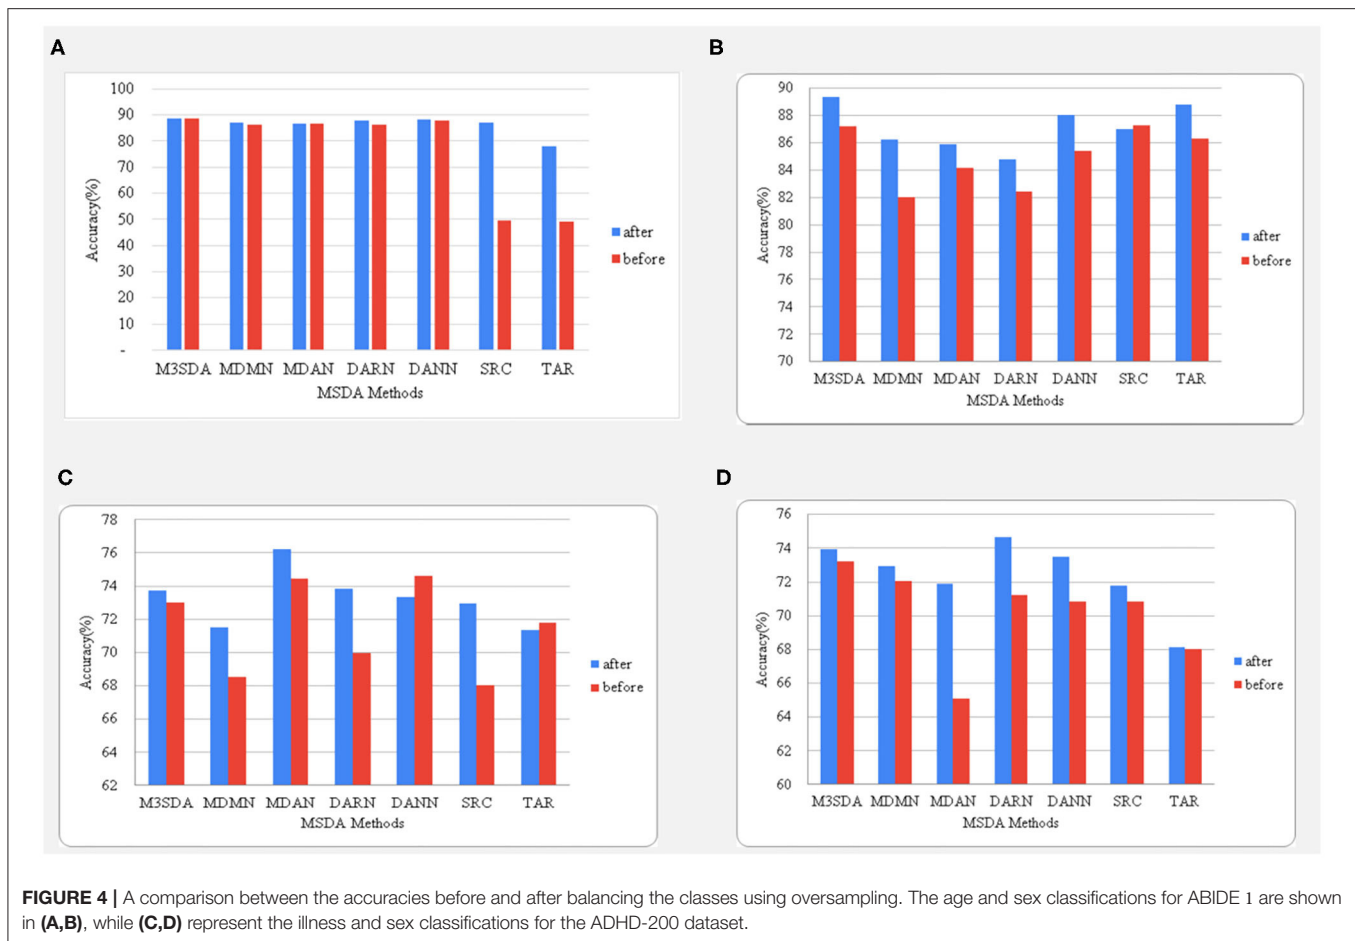 A
100
90
80
70
60
50
40
30
20
10
-
Accuracy(%)
M3SDA MDMN MDAN DARN DANN SRC TAR
MSDA Methods
after
before
B
90
88
86
84
82
80
78
76
74
72
70
Accuracy(%)
M3SDA MDMN MDAN DARN DANN SRC TAR
MSDA Methods
after
before
C
78
76
74
72
70
68
66
64
62
Accuracy(%)
M3SDA MDMN MDAN DARN DANN SRC TAR
MSDA Methods
after
before
D
76
74
72
70
68
66
64
62
60
Accuracy(%)
M3SDA MDMN MDAN DARN DANN SRC TAR
MSDA Methods
after
before
FIGURE 4 | A comparison between the accuracies before and after balancing the classes using oversampling. The age and sex classifications for ABIDE 1 are shown
in (A,B), while (C,D) represent the illness and sex classifications for the ADHD-200 dataset.